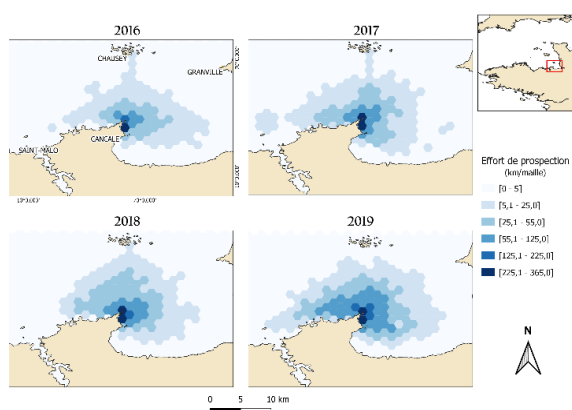 2016
2017
CHAUSEY
GRANVILLE
CANCALE
SAINT-MALO
2018
2019
Effort de prospection
(km/maille)
[0 - 5]
[5,1 - 25,0]
[25,1 - 55,0]
[55,1 - 125,0]
[125,1 - 225,0]
[225,1 - 365,0]
N
0 5 10 km